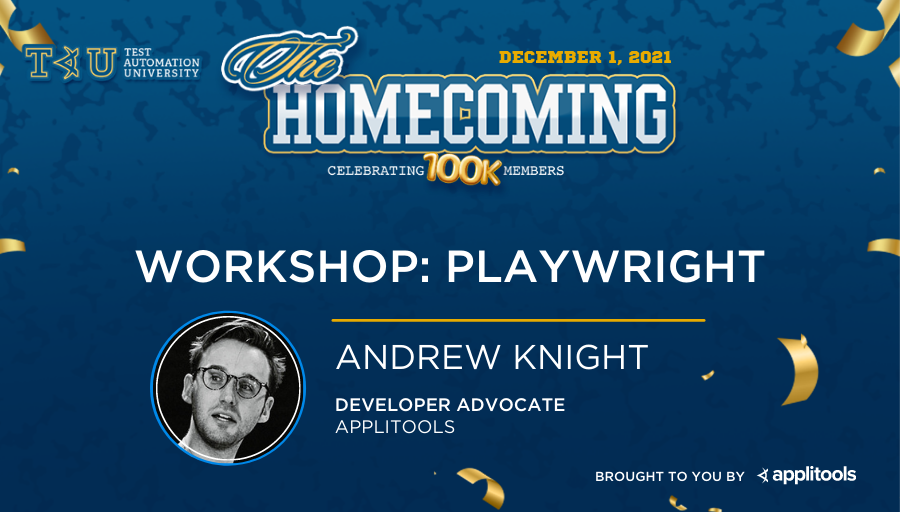 TAU
TEST
AUTOMATION
UNIVERSITY
The
DECEMBER 1, 2021
HOMECOMING
CELEBRATING 100K MEMBERS
WORKSHOP: PLAYWRIGHT
ANDREW KNIGHT
DEVELOPER ADVOCATE
APPLITOOLS
BROUGHT TO YOU BY applitools